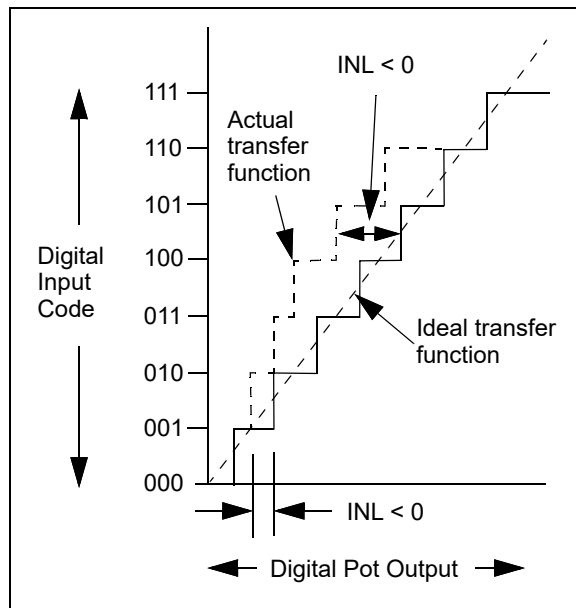 INL < 0
111
Actual
transfer
function
110
101
Digital
Input
Code
100
011
Ideal transfer
function
010
001
000
INL < 0
Digital Pot Output